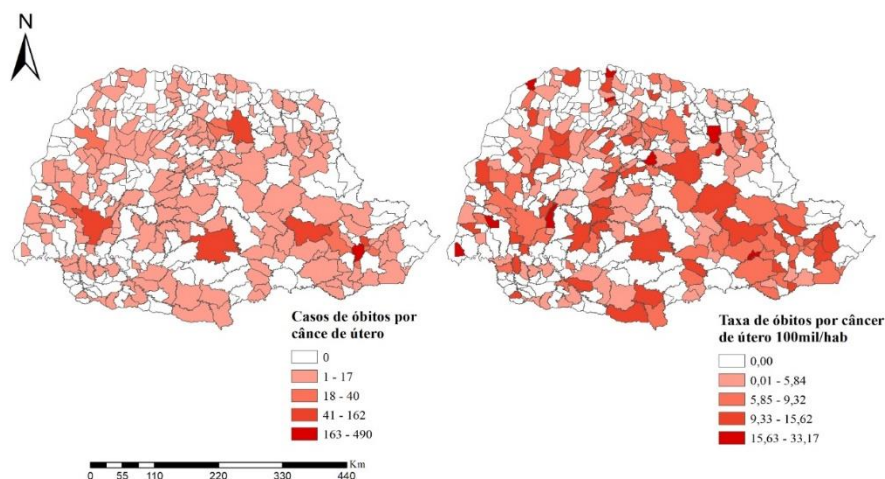 N
Casos de óbitos por
cânce de útero
0
1 - 17
18 - 40
41 - 162
163 - 490
Taxa de óbitos por câncer
de útero 100mil/hab
0,00
0,01 - 5,84
5,85 - 9,32
9,33 - 15,62
15,63 - 33,17
Km
0 55 110 220 330 440